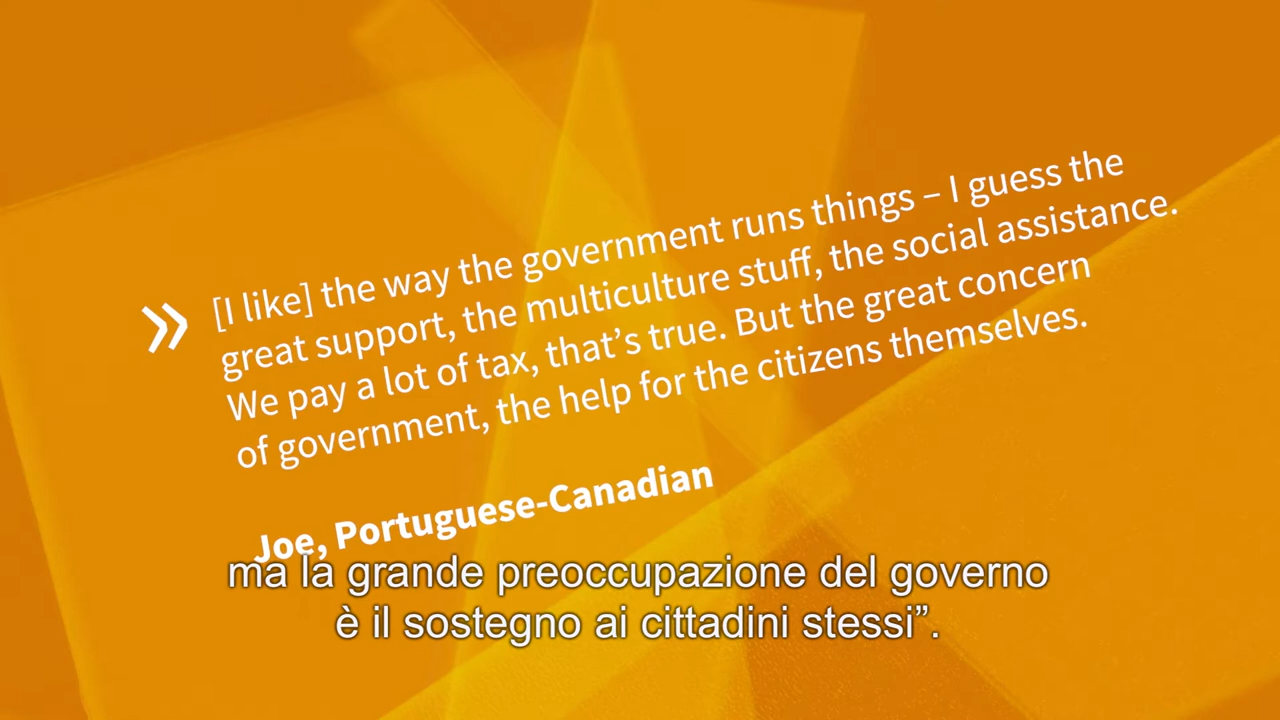 » [I like] the way the government runs things – I guess the
great support, the multiculture stuff, the social assistance.
We pay a lot of tax, that’s true. But the great concern
of government, the help for the citizens themselves.
Joe, Portuguese-Canadian
ma la grande preoccupazione del governo
è il sostegno ai cittadini stessi”.